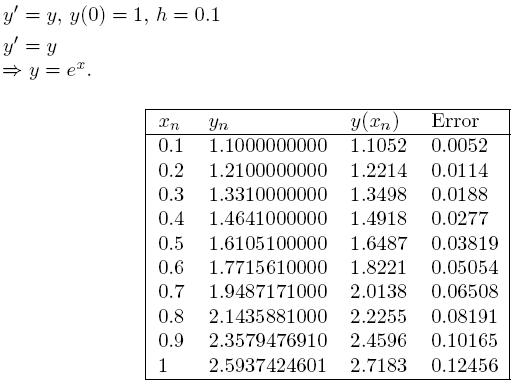 y′ = y, y(0) = 1, h = 0.1
y′ = y
⇒ y = eˣ.
xₙ yₙ y(xₙ) Error
0.1 1.1000000000 1.1052 0.0052
0.2 1.2100000000 1.2214 0.0114
0.3 1.3310000000 1.3498 0.0188
0.4 1.4641000000 1.4918 0.0277
0.5 1.6105100000 1.6487 0.03819
0.6 1.7715610000 1.8221 0.05054
0.7 1.9487171000 2.0138 0.06508
0.8 2.1435881000 2.2255 0.08191
0.9 2.3579476910 2.4596 0.10165
1 2.5937424601 2.7183 0.12456